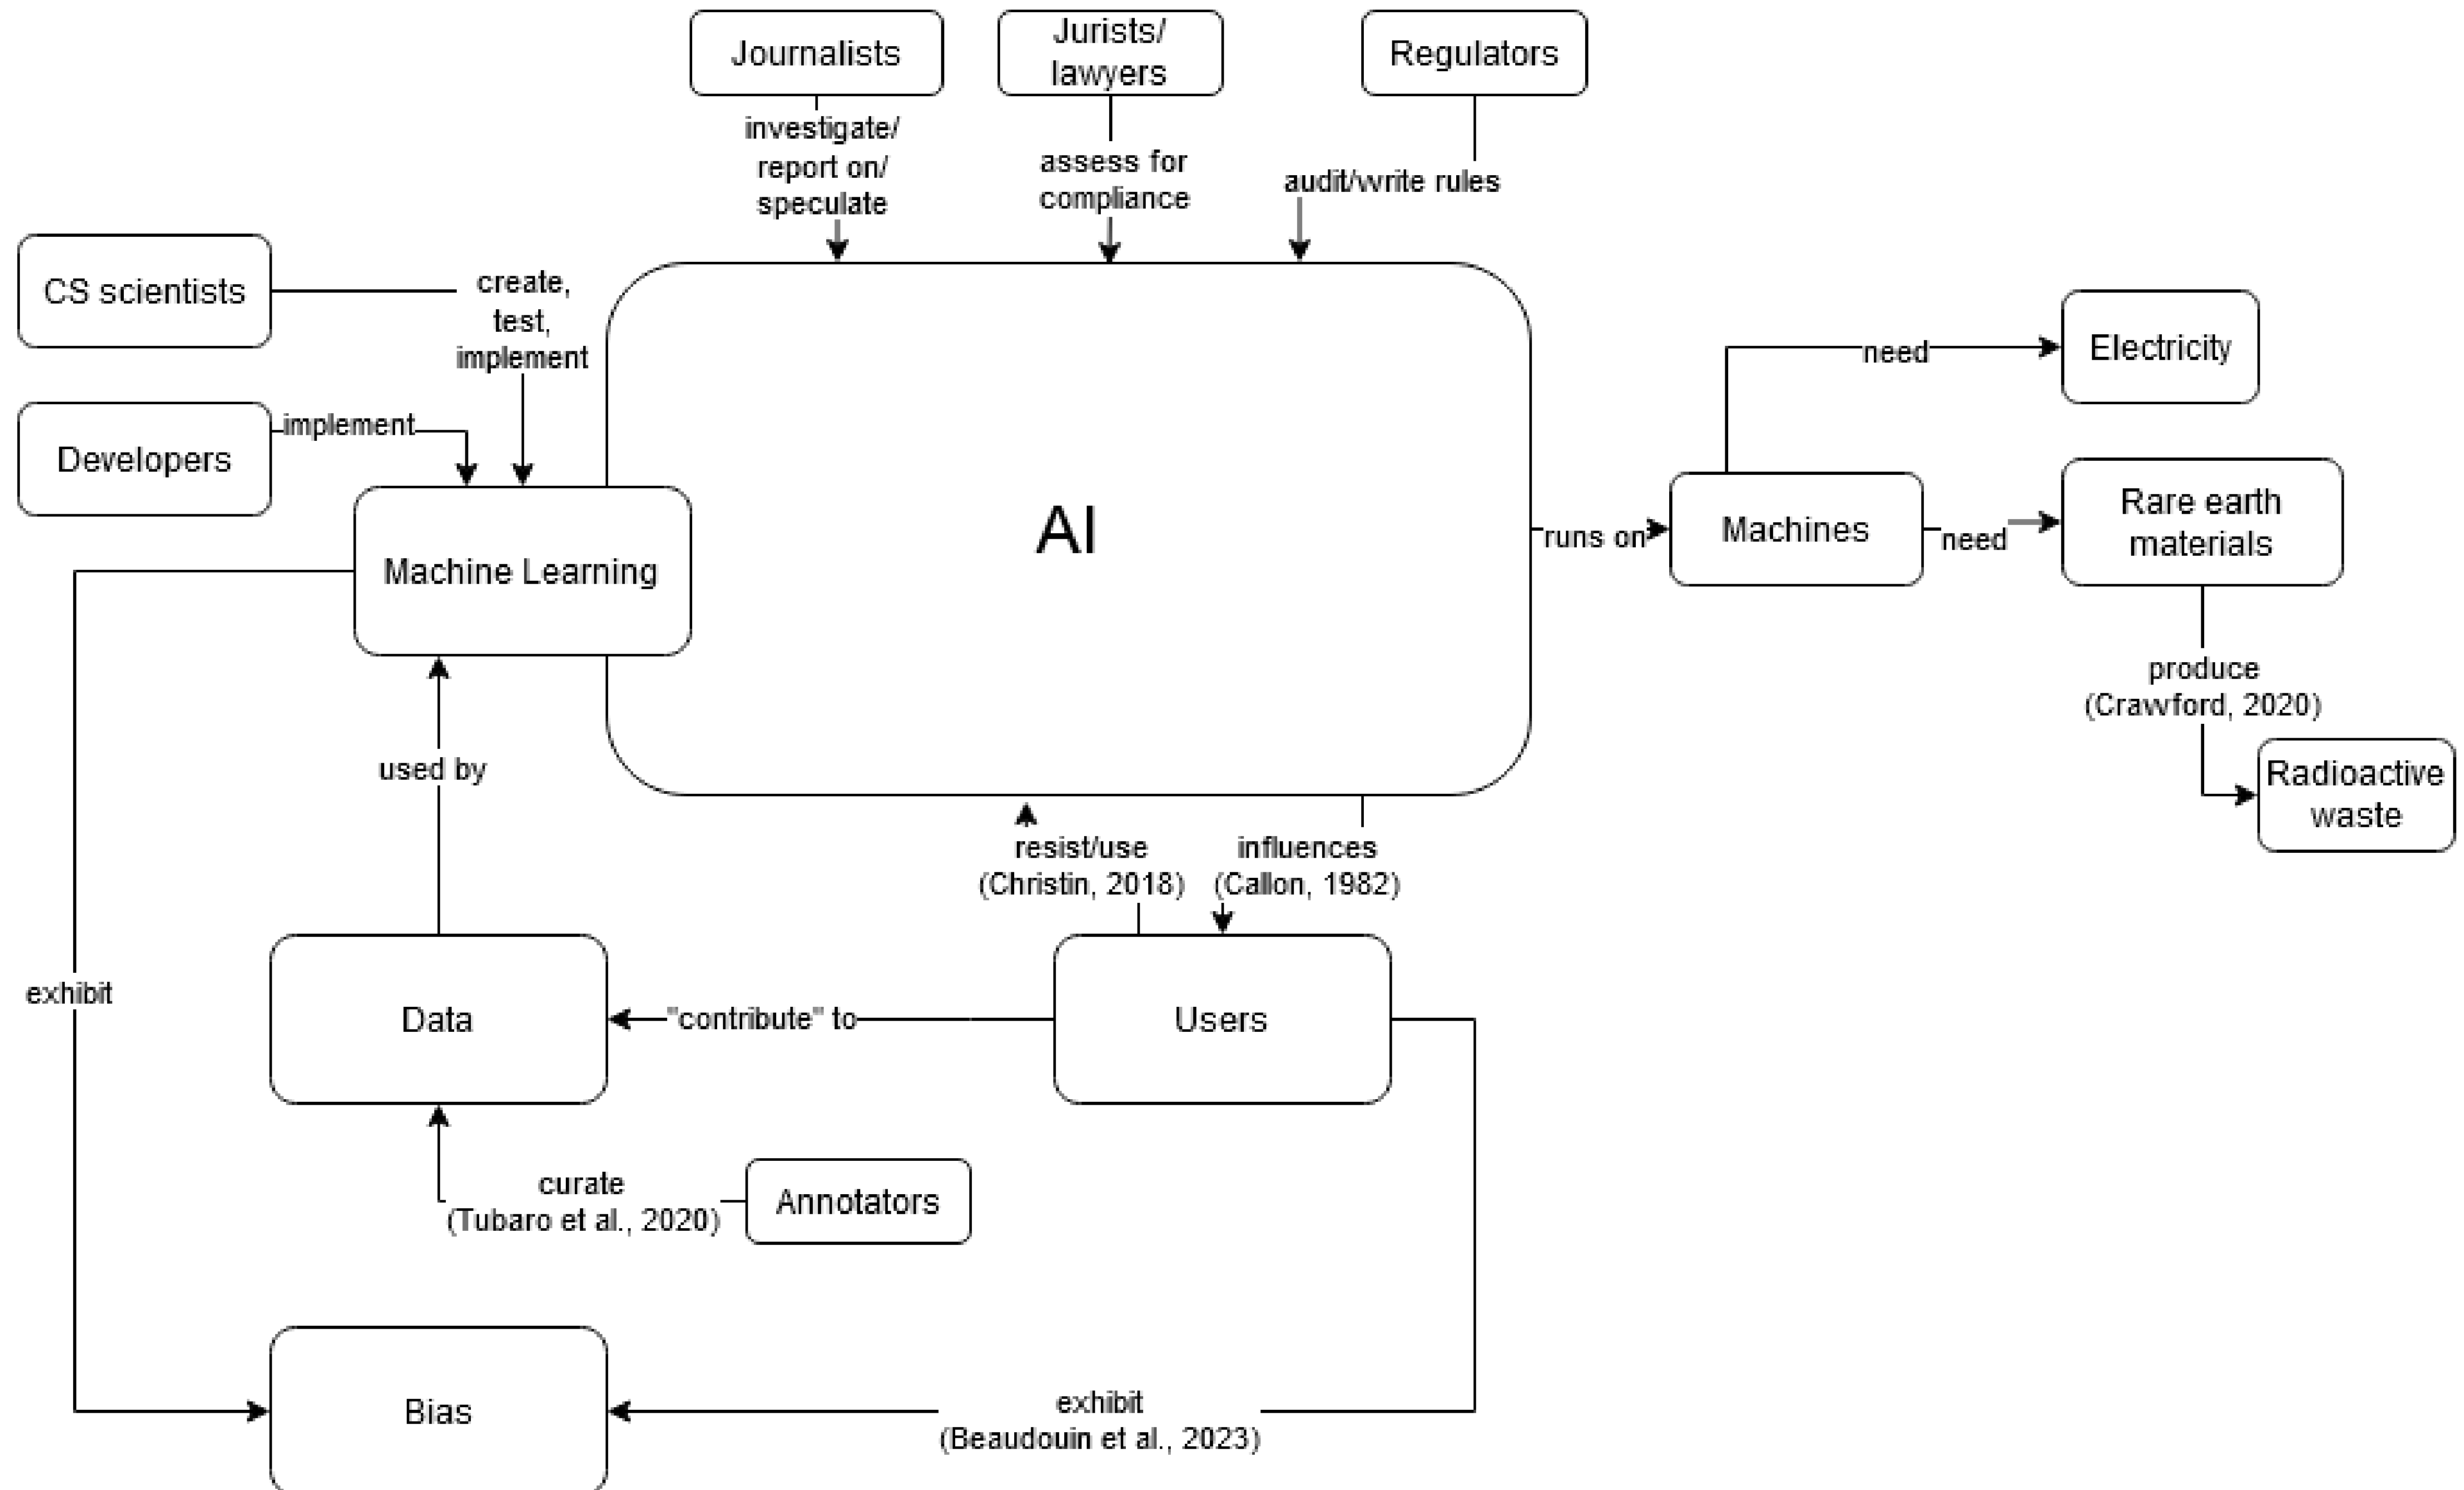 Journalists
Jurists/
lawyers
Regulators
investigate/
report on/
speculate
assess for
compliance
audit/write rules
CS scientists
create,
test,
implement
Developers
implement
Machine Learning
AI
runs on
Machines
need
Electricity
need
Rare earth
materials
produce
(Crawford, 2020)
Radioactive
waste
used by
resist/use
(Christin, 2018)
influences
(Callon, 1982)
exhibit
Data
"contribute" to
Users
curate
(Tubaro et al., 2020)
Annotators
Bias
exhibit
(Beaudouin et al., 2023)